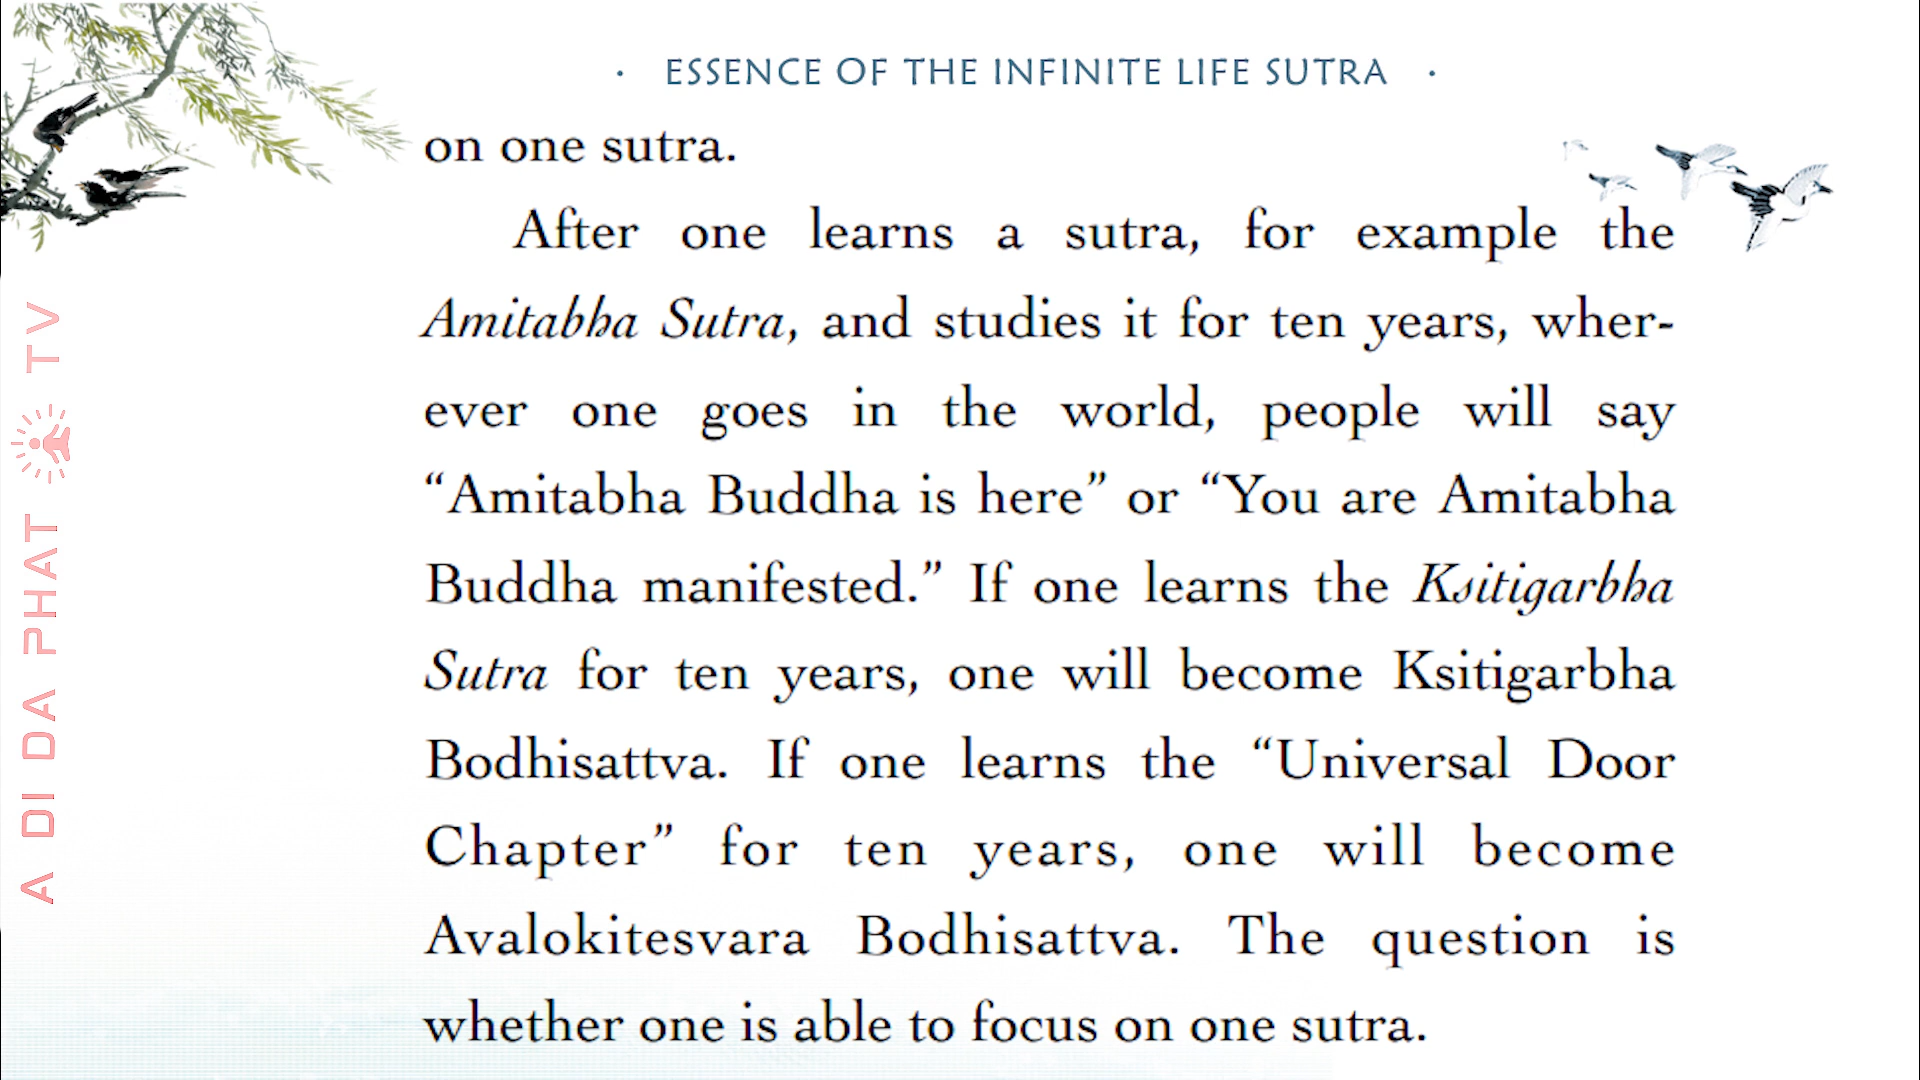 · ESSENCE OF THE INFINITE LIFE SUTRA ·
on one sutra.
After one learns a sutra, for example the
Amitabha Sutra, and studies it for ten years, wher-
ever one goes in the world, people will say
“Amitabha Buddha is here” or “You are Amitabha
Buddha manifested.” If one learns the Ksitigarbha
Sutra for ten years, one will become Ksitigarbha
Bodhisattva. If one learns the “Universal Door
Chapter” for ten years, one will become
Avalokitesvara Bodhisattva. The question is
whether one is able to focus on one sutra.
A DI DA PHAT TV